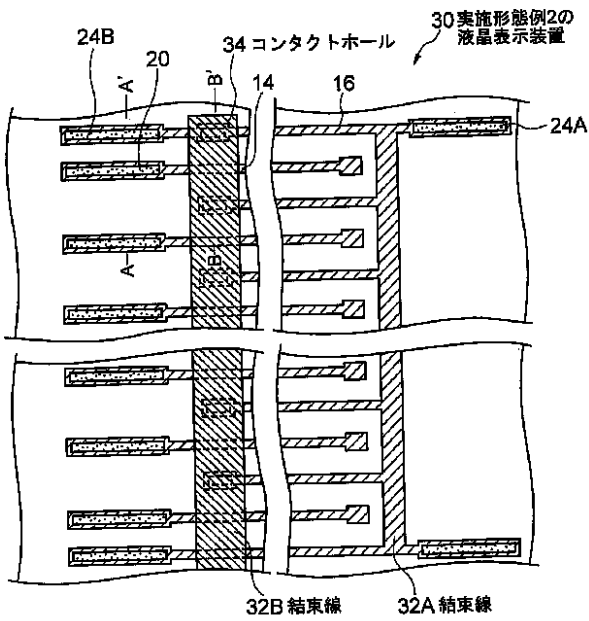 30 実施形態例2の
液晶表示装置
24B
20
34 コンタクトホール
A'
B'
14
16
24A
A
B
32B 結束線
32A 結束線